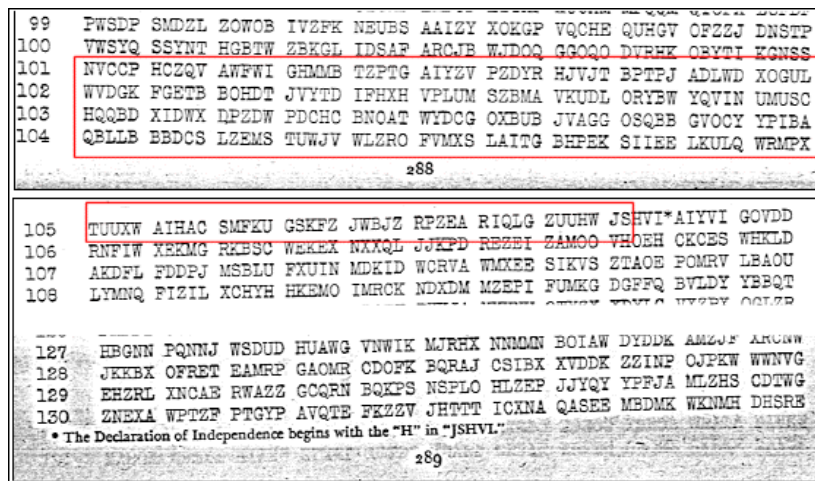 99 PWSDP SMDZL ZOWOB IVZFK NEUBS AAIZY XOKGP VQCHE QUHGV OFZZJ DNSTP
100 VWSYQ SSYNT HGBTW ZBKGL IDSAF ARCJB WJDOQ GGOQO DVRHK OBYTI KGNSS
101 NVCCP HCZQV AWFWI GHMMB TZPTG AIYZV PZDYR HJVJT BPTPJ ADLWD XOGUL
102 WVDGK FGETB BOHDT JVYTD IFHXH VPLUM SZBMA VKUDL ORYBW YQVIN UMUSC
103 HQQBD XIDWX DPZDW PDCHC BNOAT WYDCG OXBUB JVAGG OSQBB GVOCY YPIBA
104 QBLLB BBDCS LZEMS TUWJV WLZRO FVMXS LAITG BHPEK SIIEE LKULQ WRMPX
288
105 TUUXW AIHAC SMFKU GSKFZ JWBJZ RPZEA RIQLG ZUUHW JSHVI*AIYVI GOVDD
106 RNFIW XEKMG RKBSC WEKEX NXXQL JJKPD REZEI ZAMOO VHOEH CKCES WHKLD
107 AKDFL FDDPJ MSBLU FXUIN MDKID WCRVA WMXEE SIKVS ZTAOE POMRV LBAOU
108 LYMNQ FIZIL XCHYH HKEMO IMRCK NDXDM MZEPI FUMKG DGFFQ BVLDY YBBQT
127 HBGNN PQNNJ WSDUD HUAWG VNWIK MJRHX NNMMN BOIAW DYDDK AMZJF XRCNW
128 JKKBX OFRET EAMRP GAOMR CDOFK BQRAJ CSIBX XVDDK ZZINP OJPKW WWNVG
129 EHZRL XNCAE RWAZZ GCQRN BQKPS NSPLO HLZEP JJYQY YPFJA MLZHS CDTWG
130 ZNEXA WPTZF PTGYP AVQTE FKZZV JHTTT ICXNA QASEE MBDMK WKNMH DHSRE
* The Declaration of Independence begins with the "H" in "JSHVL"
289